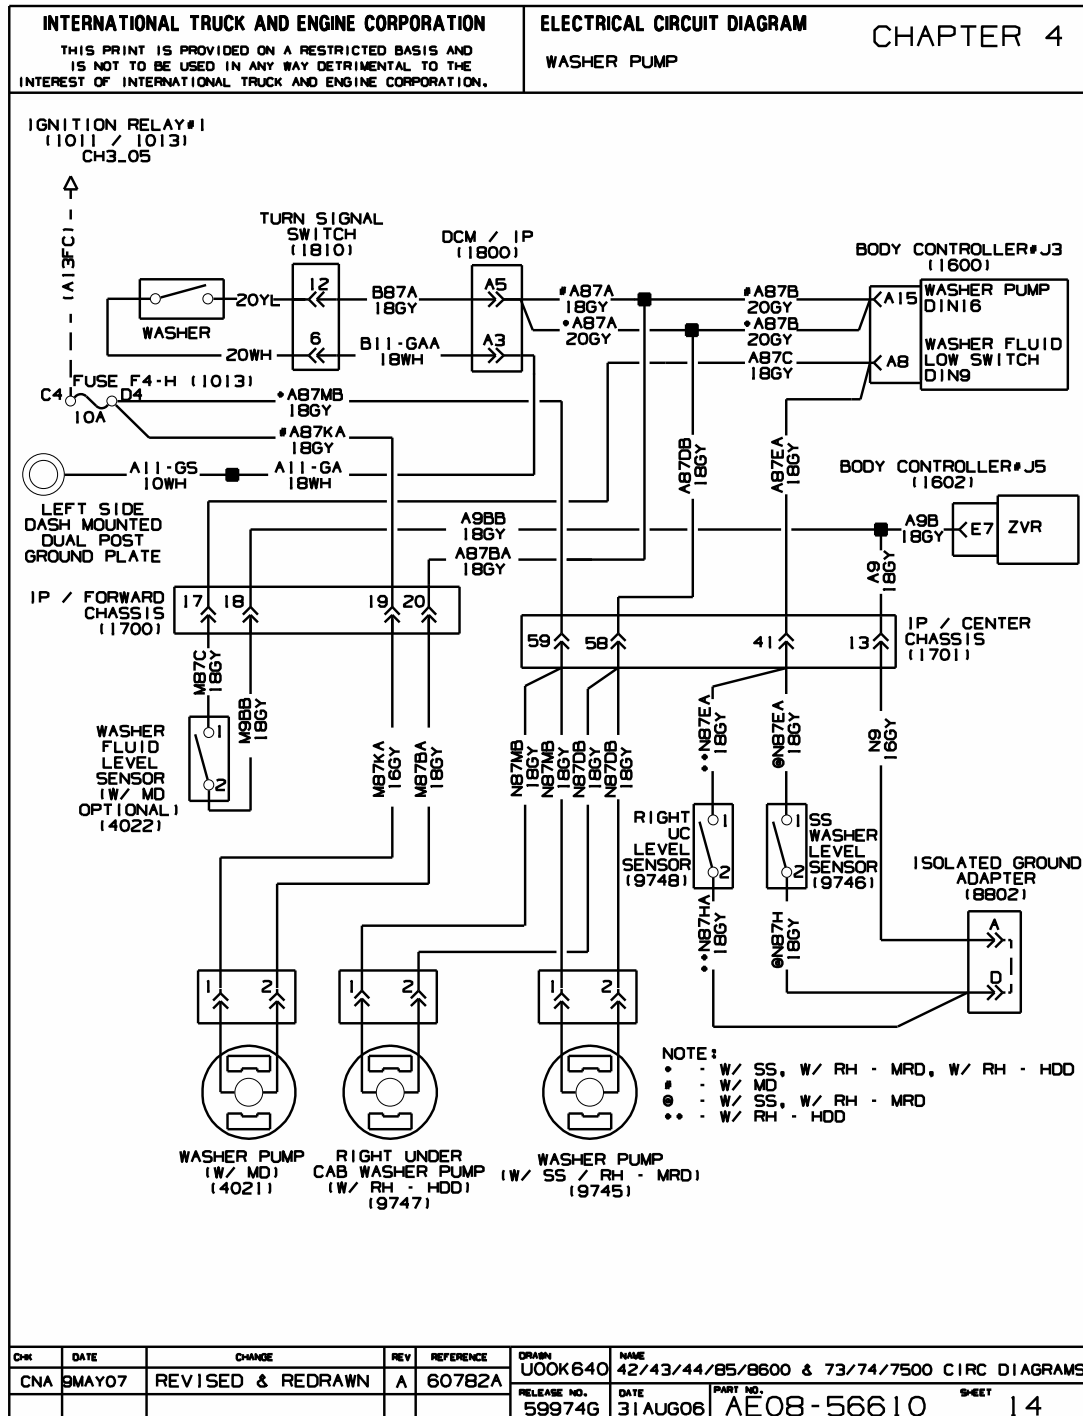 INTERNATIONAL TRUCK AND ENGINE CORPORATION
THIS PRINT IS PROVIDED ON A RESTRICTED BASIS AND
IS NOT TO BE USED IN ANY WAY DETRIMENTAL TO THE
INTEREST OF INTERNATIONAL TRUCK AND ENGINE CORPORATION.
ELECTRICAL CIRCUIT DIAGRAM
WASHER PUMP
CHAPTER 4
IGNITION RELAY#1
(1011 / 1013)
CH3_05
(A13FC)
TURN SIGNAL
SWITCH
(1810)
DCM / IP
(1800)
BODY CONTROLLER#J3
(1600)
WASHER
20YL
12
B87A
18GY
A5
#A87A
18GY
*A87A
20GY
#A87B
20GY
*A87B
20GY
A15
WASHER PUMP
DIN16
20WH
6
B11-GAA
18WH
A3
A87C
18GY
A8
WASHER FLUID
LOW SWITCH
DIN9
FUSE F4-H (1013)
C4
D4
10A
*A87MB
18GY
#A87KA
18GY
A87DB
18GY
A87EA
18GY
A11-GS
10WH
A11-GA
18WH
LEFT SIDE
DASH MOUNTED
DUAL POST
GROUND PLATE
BODY CONTROLLER#J5
(1602)
A9BB
18GY
A9B
18GY
E7
ZVR
A87BA
18GY
A9
18GY
IP / FORWARD
CHASSIS
(1700)
17
18
19
20
IP / CENTER
CHASSIS
(1701)
59
58
41
13
M87C
18GY
M9BB
18GY
M87KA
16GY
M87BA
18GY
N87MB
18GY
N87MB
18GY
N87DB
18GY
N87DB
18GY
**N87EA
18GY
@N87EA
18GY
N9
16GY
WASHER
FLUID
LEVEL
SENSOR
(W/ MD
OPTIONAL)
(4022)
1
2
RIGHT
UC
LEVEL
SENSOR
(9748)
1
2
SS
WASHER
LEVEL
SENSOR
(9746)
1
2
**N87HA
18GY
@N87H
18GY
ISOLATED GROUND
ADAPTER
(8802)
A
D
1
2
1
2
1
2
WASHER PUMP
(W/ MD)
(4021)
RIGHT UNDER
CAB WASHER PUMP
(W/ RH - HDD)
(9747)
WASHER PUMP
(W/ SS / RH - MRD)
(9745)
NOTE:
* - W/ SS, W/ RH - MRD, W/ RH - HDD
# - W/ MD
@ - W/ SS, W/ RH - MRD
** - W/ RH - HDD
CHK DATE CHANGE REV REFERENCE
CNA 9MAY07 REVISED & REDRAWN A 60782A
DRAWN
U00K640
NAME
42/43/44/85/8600 & 73/74/7500 CIRC DIAGRAMS
RELEASE NO.
59974G
DATE
31AUG06
PART NO.
AE08-56610
SHEET
14